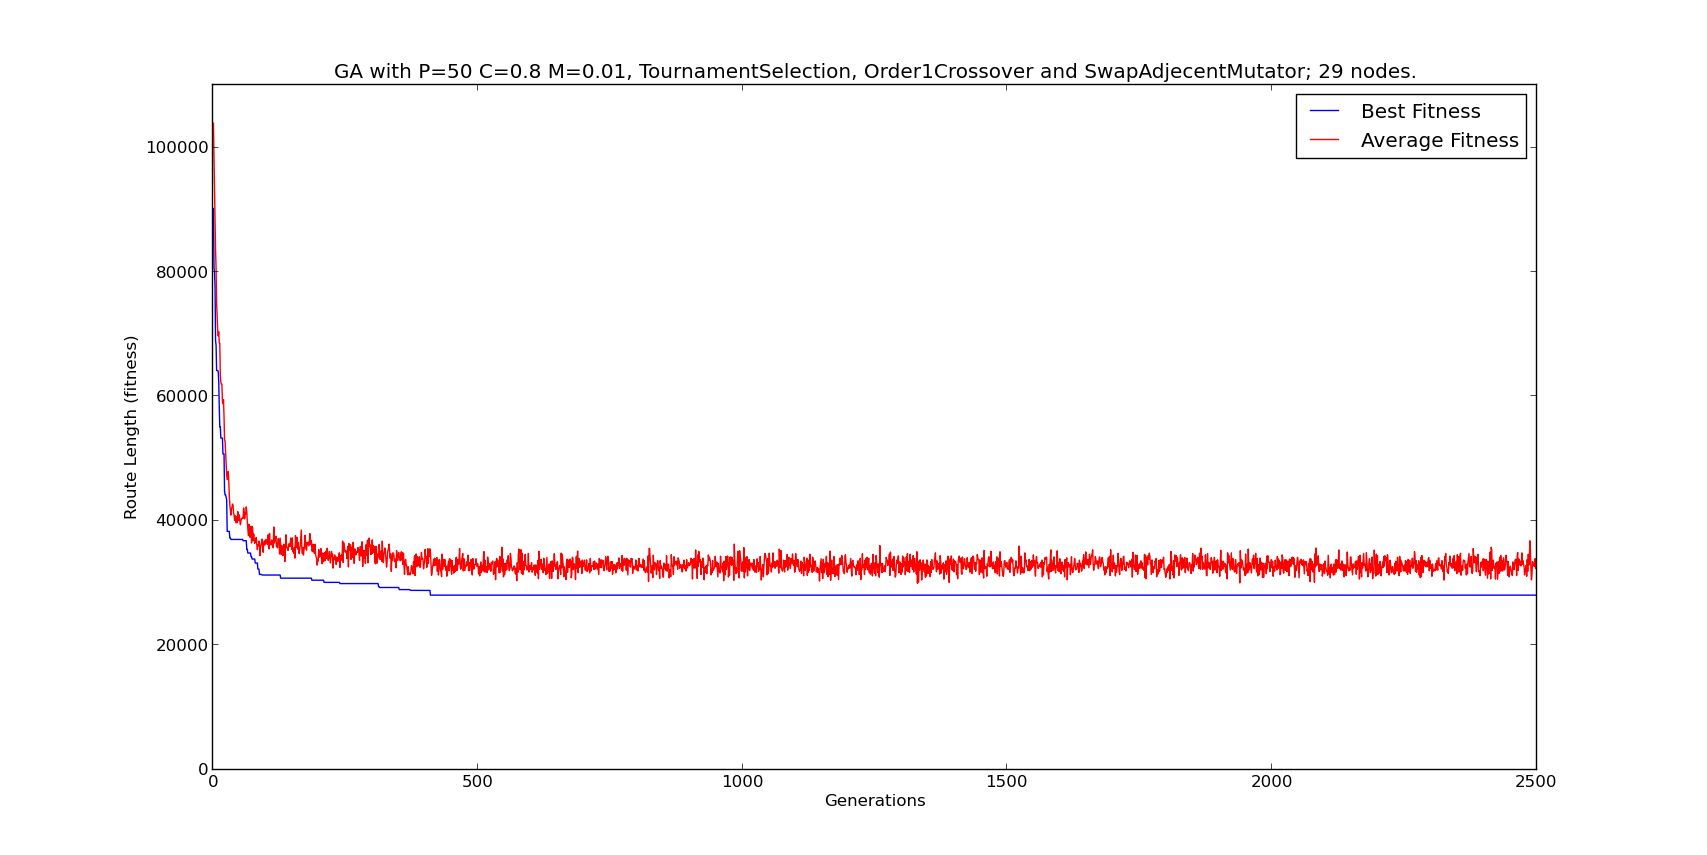 GA with P=50 C=0.8 M=0.01, TournamentSelection, Order1Crossover and SwapAdjecentMutator; 29 nodes.
Best Fitness
Average Fitness
100000
80000
60000
40000
20000
0
Route Length (fitness)
0 500 1000 1500 2000 2500
Generations